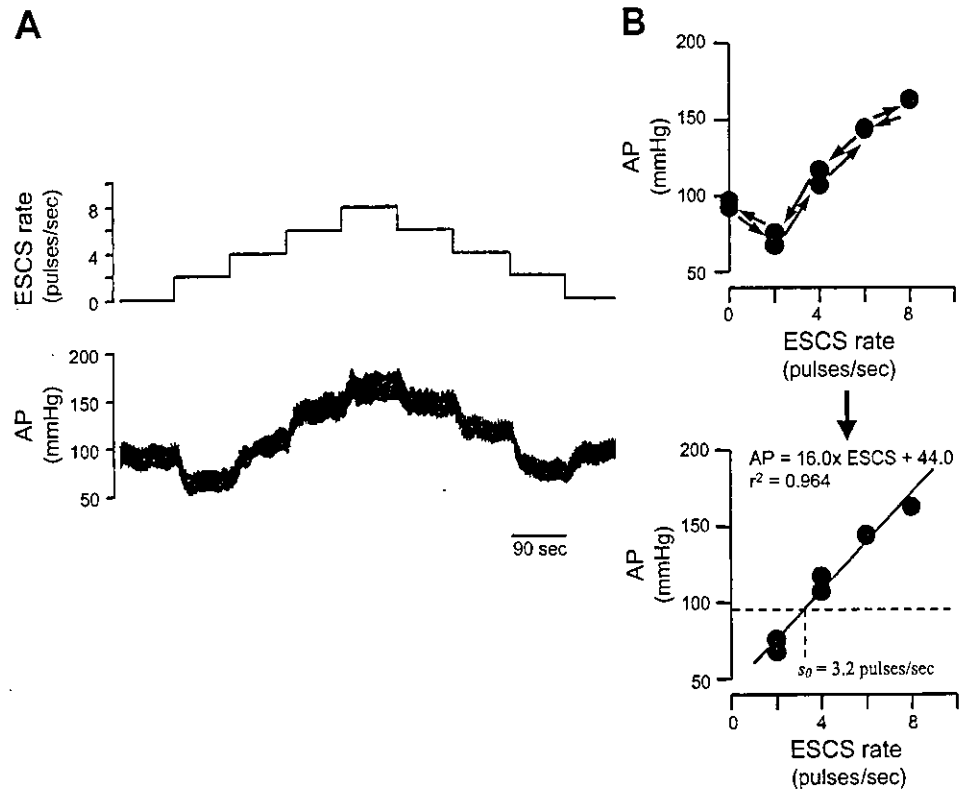 A
ESCS rate
(pulses/sec)
8
4
0
AP
(mmHg)
200
150
100
50
90 sec
B
AP
(mmHg)
200
150
100
50
0
4
8
ESCS rate
(pulses/sec)
AP = 16.0x ESCS + 44.0
r² = 0.964
AP
(mmHg)
200
150
100
50
s₀ = 3.2 pulses/sec
0
4
8
ESCS rate
(pulses/sec)